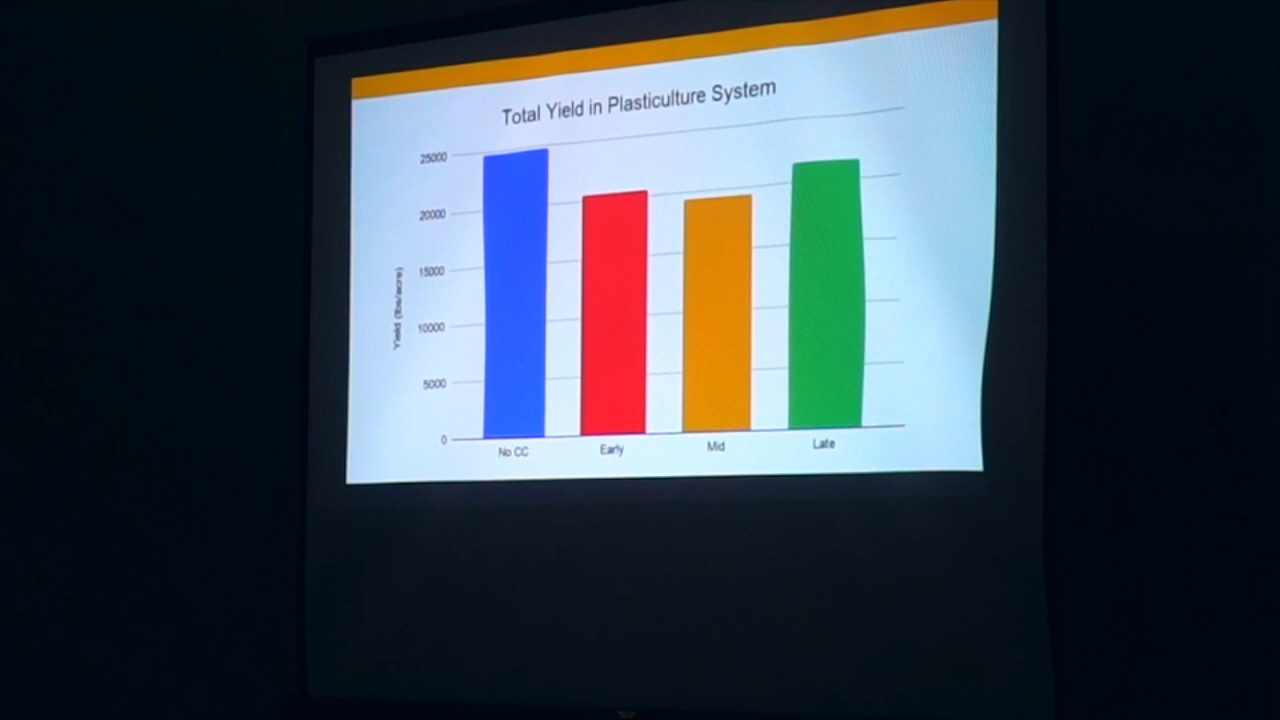 Total Yield in Plasticulture System
25000
20000
15000
10000
5000
0
Yield (lbs/acre)
No CC
Early
Mid
Late